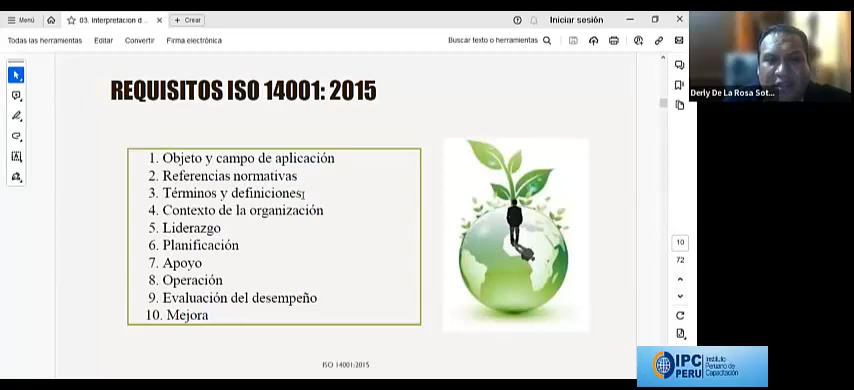 Menú
03. Interpretacion d...
+ Crear
Iniciar sesión
Todas las herramientas
Editar
Convertir
Firma electrónica
Buscar texto o herramientas
REQUISITOS ISO 14001: 2015
1. Objeto y campo de aplicación
2. Referencias normativas
3. Términos y definiciones
4. Contexto de la organización
5. Liderazgo
6. Planificación
7. Apoyo
8. Operación
9. Evaluación del desempeño
10. Mejora
ISO 14001:2015
10
72
Derly De La Rosa Sot...
IPC
PERU
Instituto
Peruano de
Capacitación